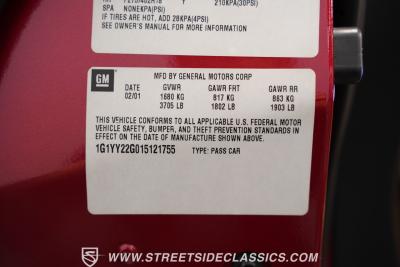 SPA NONEKPA(PSI)
IF TIRES ARE HOT, ADD 28KPA(4PSI)
SEE OWNER'S MANUAL FOR MORE INFORMATION
GM
MFD BY GENERAL MOTORS CORP
DATE GVWR GAWR FRT GAWR RR
02/01 1680 KG 817 KG 863 KG
3705 LB 1802 LB 1903 LB
THIS VEHICLE CONFORMS TO ALL APPLICABLE U.S. FEDERAL MOTOR
VEHICLE SAFETY, BUMPER, AND THEFT PREVENTION STANDARDS IN
EFFECT ON THE DATE OF MANUFACTURE SHOWN ABOVE.
1G1YY22G015121755 TYPE: PASS CAR
WWW.STREETSIDECLASSICS.COM